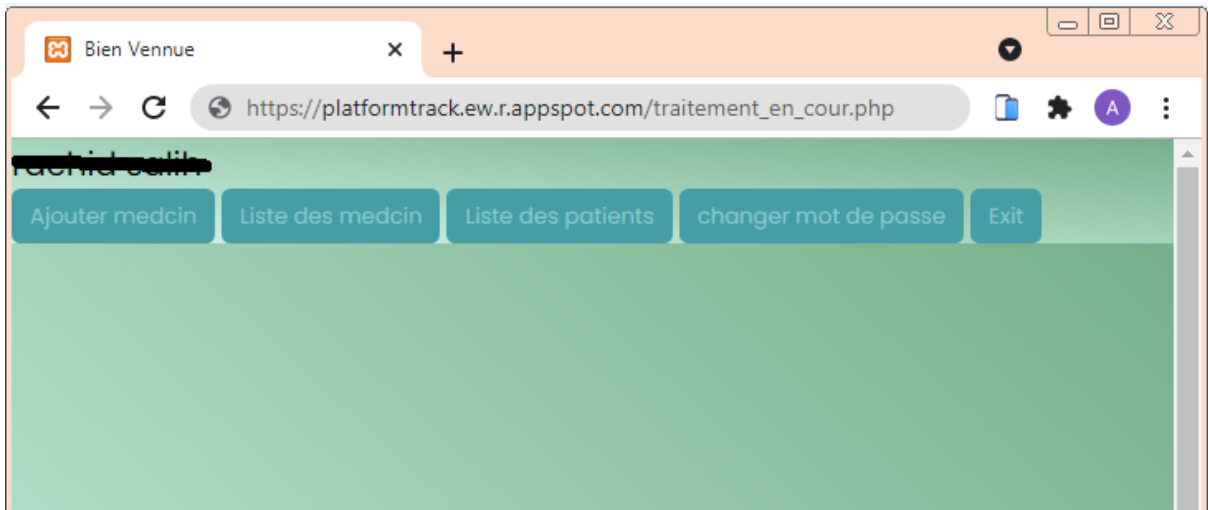 Bien Vennue
https://platformtrack.ew.r.appspot.com/traitement_en_cour.php
A
Ajouter medcin Liste des medcin Liste des patients changer mot de passe Exit